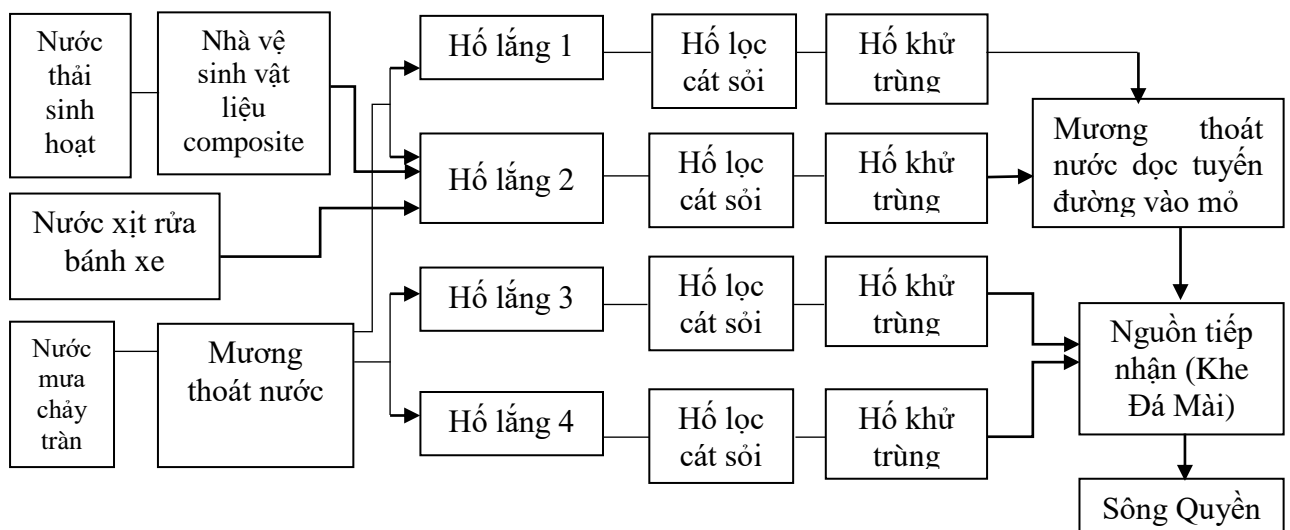 Nước
thải
sinh
hoạt
Nhà vệ
sinh vật
liệu
composite
Nước xịt rửa
bánh xe
Nước
mưa
chảy
tràn
Mương
thoát nước
Hố lắng 1
Hố lọc
cát sỏi
Hố khử
trùng
Hố lắng 2
Hố lọc
cát sỏi
Hố khử
trùng
Hố lắng 3
Hố lọc
cát sỏi
Hố khử
trùng
Hố lắng 4
Hố lọc
cát sỏi
Hố khử
trùng
Mương thoát
nước dọc tuyến
đường vào mỏ
Nguồn tiếp
nhận (Khe
Đá Mài)
Sông Quyền